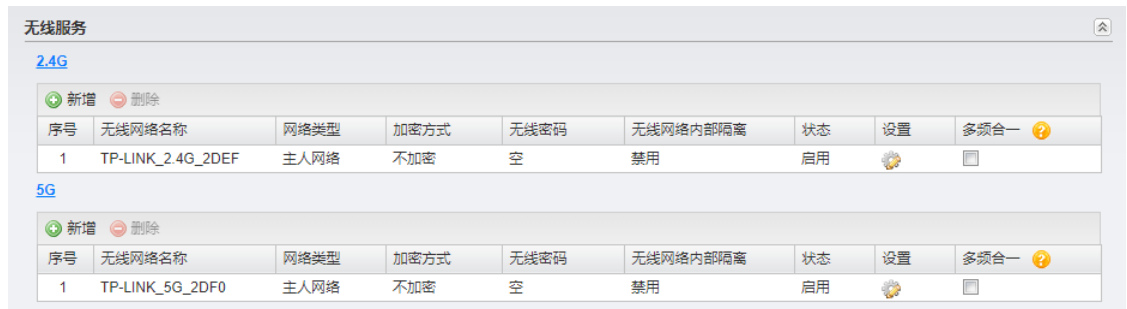 无线服务
2.4G
新增 删除
序号 无线网络名称 网络类型 加密方式 无线密码 无线网络内部隔离 状态 设置 多频合一
1 TP-LINK_2.4G_2DEF 主人网络 不加密 空 禁用 启用
5G
新增 删除
序号 无线网络名称 网络类型 加密方式 无线密码 无线网络内部隔离 状态 设置 多频合一
1 TP-LINK_5G_2DF0 主人网络 不加密 空 禁用 启用